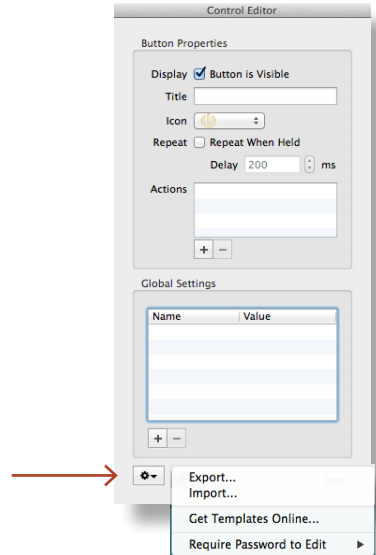 Control Editor
Button Properties
Display Button is Visible
Title
Icon
Repeat Repeat When Held
Delay 200 ms
Actions
+ −
Global Settings
Name Value
+ −
Export...
Import...
Get Templates Online...
Require Password to Edit